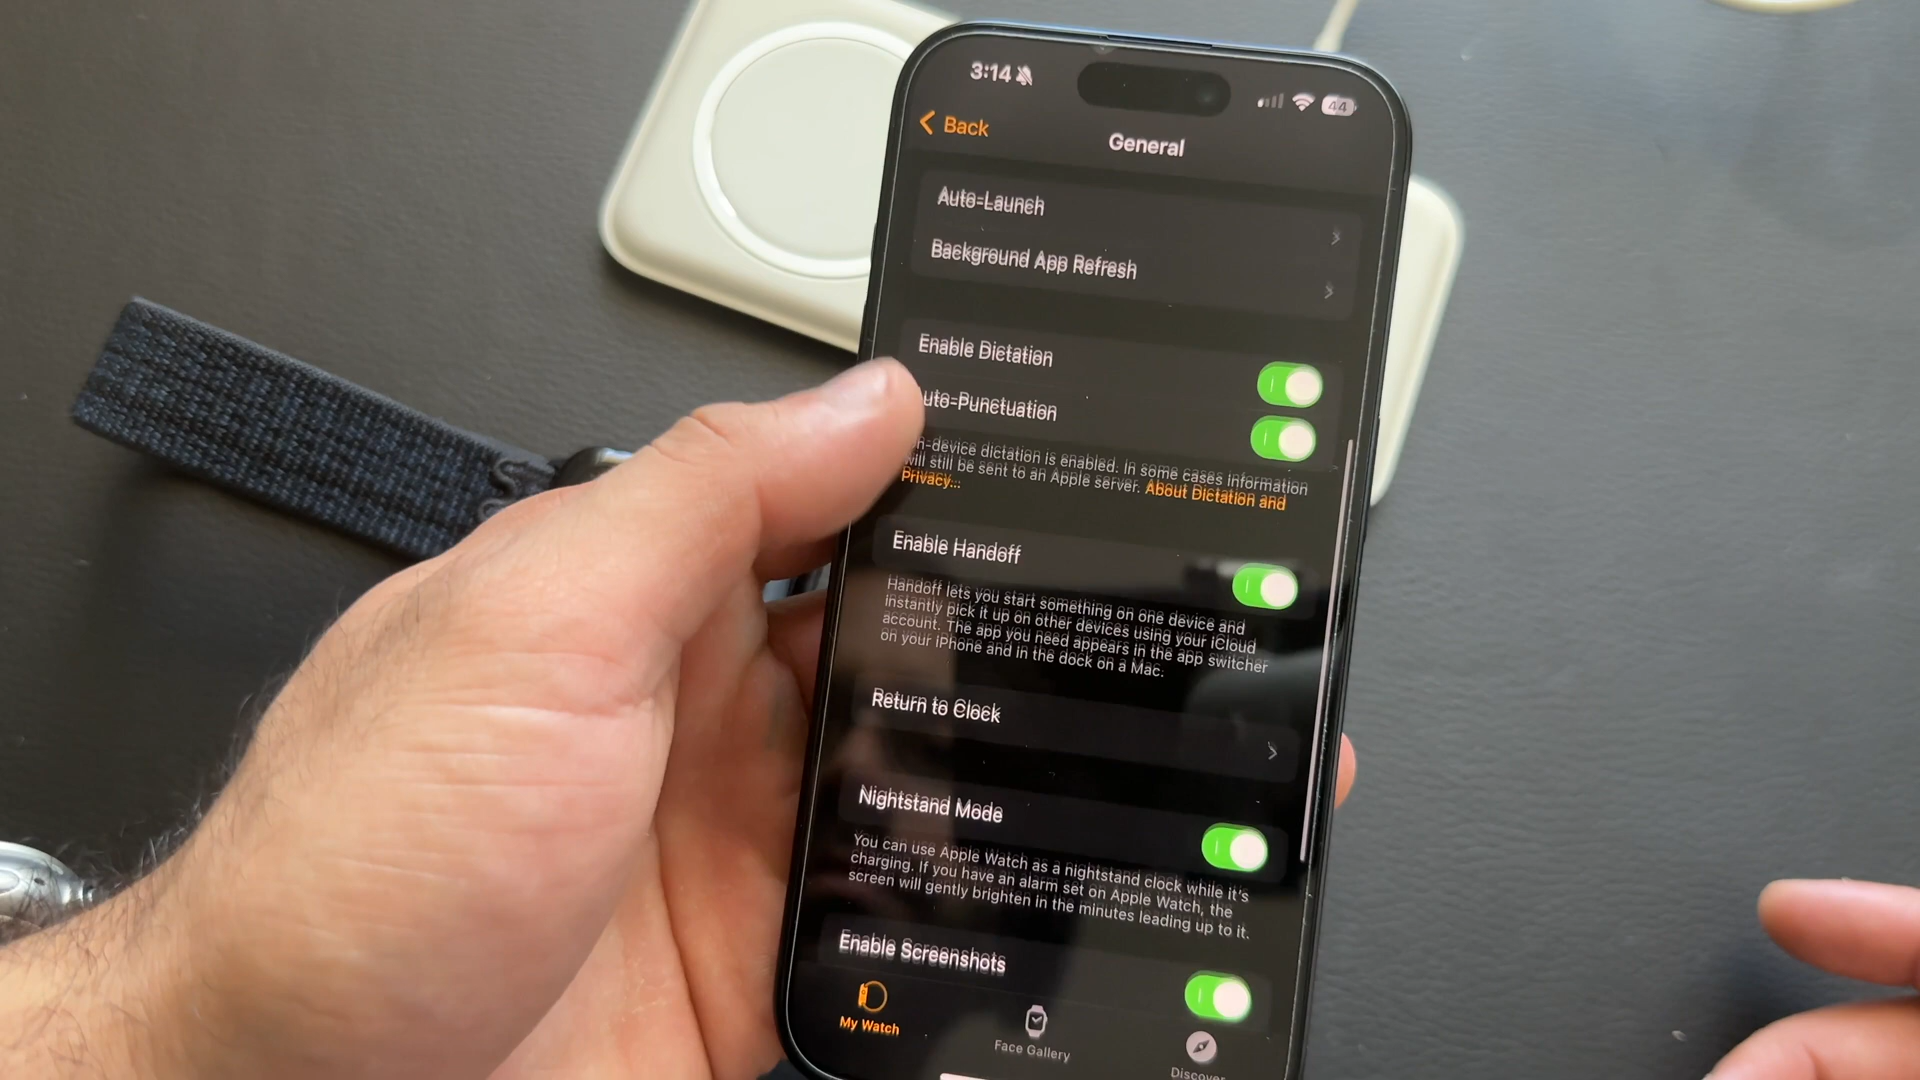 3:14
44
Back
General
Auto-Launch
Background App Refresh
Enable Dictation
uto-Punctuation
n-device dictation is enabled. In some cases information
will still be sent to an Apple server. About Dictation and
Privacy...
Enable Handoff
Handoff lets you start something on one device and
instantly pick it up on other devices using your iCloud
account. The app you need appears in the app switcher
on your iPhone and in the dock on a Mac.
Return to Clock
Nightstand Mode
You can use Apple Watch as a nightstand clock while it's
charging. If you have an alarm set on Apple Watch, the
screen will gently brighten in the minutes leading up to it.
Enable Screenshots
My Watch
Face Gallery
Discover